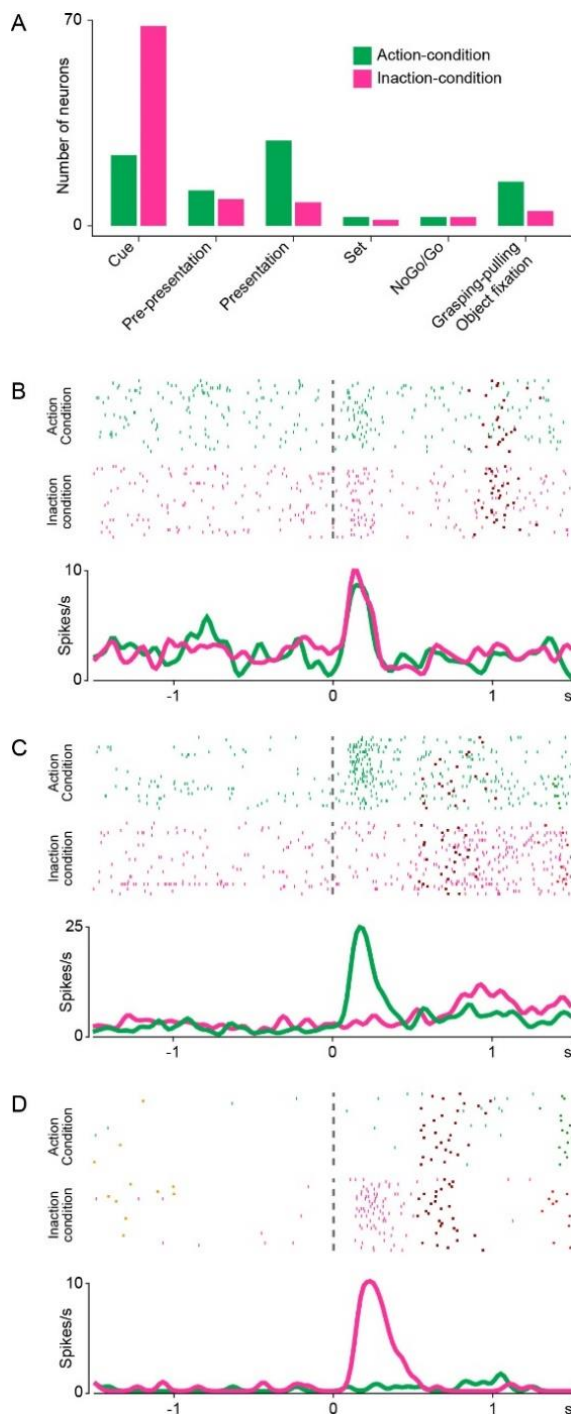 A
70
Number of neurons
0
Action-condition
Inaction-condition
Cue
Pre-presentation
Presentation
Set
NoGo/Go
Grasping-pulling
Object fixation
B
Action
Condition
Inaction
condition
10
Spikes/s
0
-1 0 1 s
C
Action
Condition
Inaction
condition
25
Spikes/s
0
-1 0 1 s
D
Action
Condition
Inaction
condition
10
Spikes/s
0
-1 0 1 s